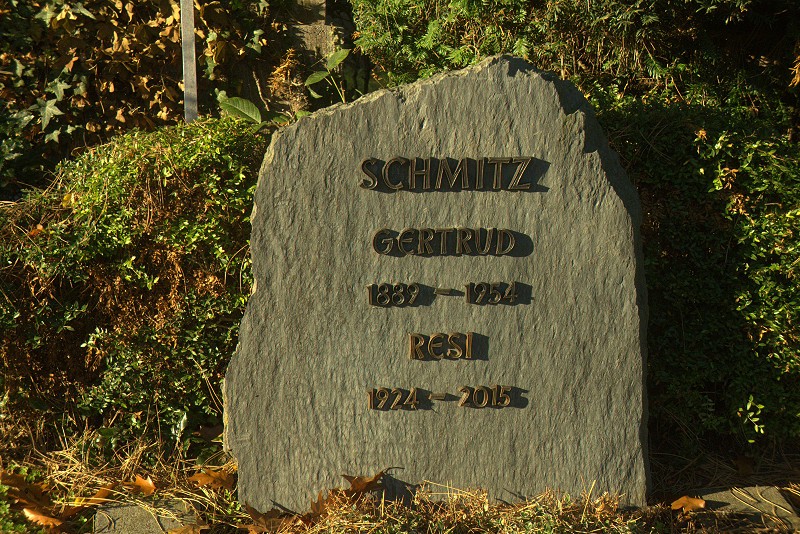 SCHMITZ
GERTRUD
1889 – 1954
RESI
1924 – 2015